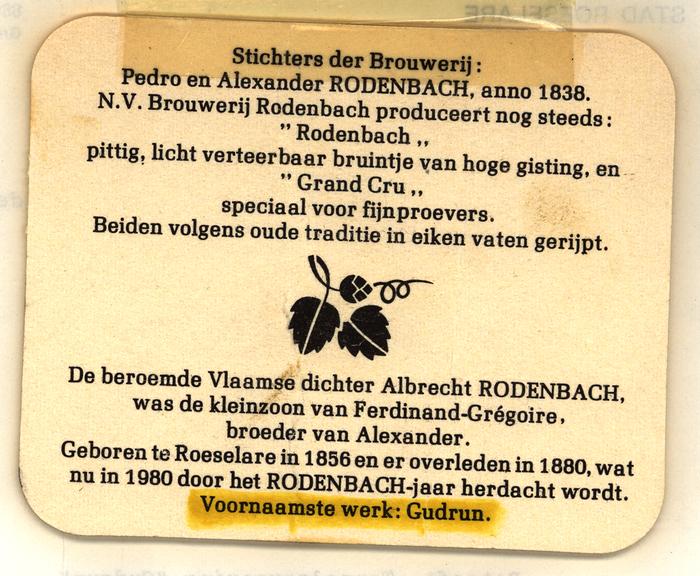 STAD ROESELARE
Stichters der Brouwerij:
Pedro en Alexander RODENBACH, anno 1838.
N.V. Brouwerij Rodenbach produceert nog steeds:
" Rodenbach „
pittig, licht verteerbaar bruintje van hoge gisting, en
" Grand Cru „
speciaal voor fijnproevers.
Beiden volgens oude traditie in eiken vaten gerijpt.
De beroemde Vlaamse dichter Albrecht RODENBACH,
was de kleinzoon van Ferdinand-Grégoire,
broeder van Alexander.
Geboren te Roeselare in 1856 en er overleden in 1880, wat
nu in 1980 door het RODENBACH-jaar herdacht wordt.
Voornaamste werk: Gudrun.